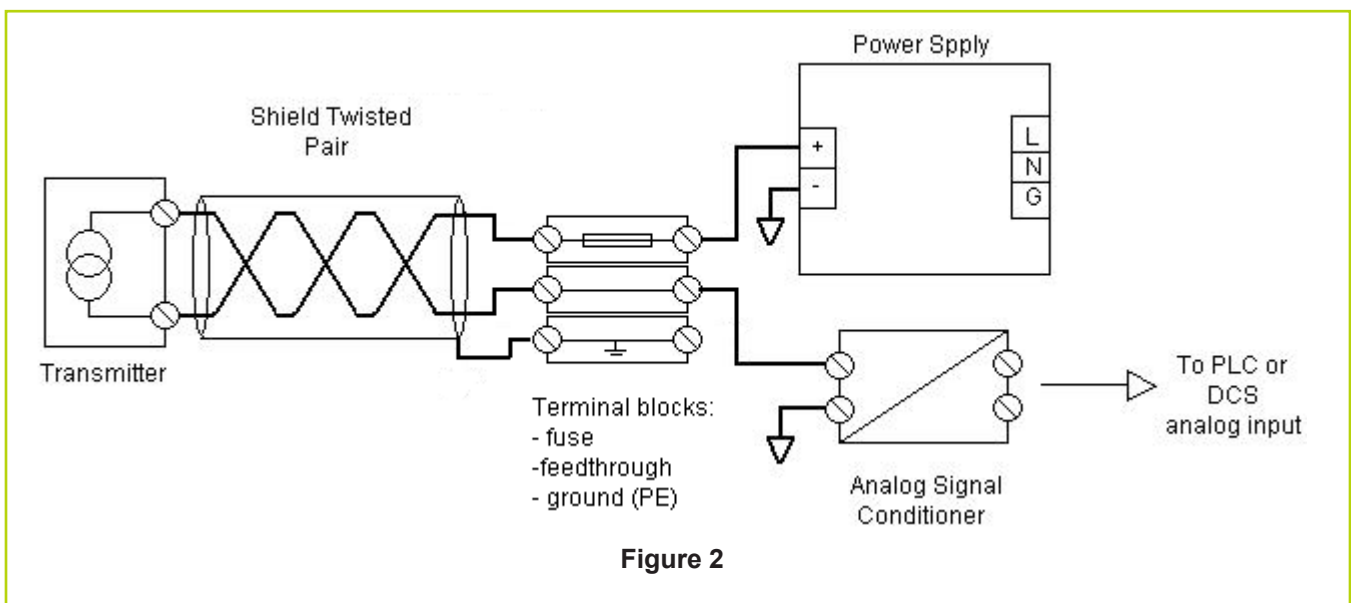 Power Spply
Shield Twisted
Pair
+
-
L
N
G
Transmitter
Terminal blocks:
- fuse
-feedthrough
- ground (PE)
To PLC or
DCS
analog input
Analog Signal
Conditioner
Figure 2